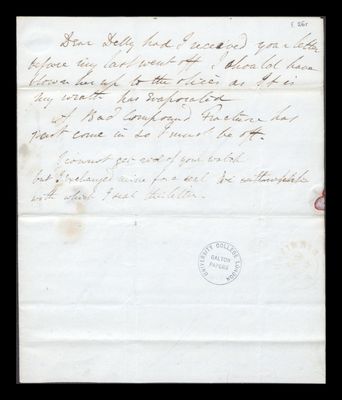 [26r
Dear Delly had I received your letter
before my last went off I should have
blown her up to the skies as it is
my wrath has Evaporated
A Bad Compound Fracture has
just come in so I must be off.
I cannot get rid of your watch
but I exchanged mine for a seal
with which I seal this letter.
UNIVERSITY COLLEGE LONDON
GALTON
PAPERS